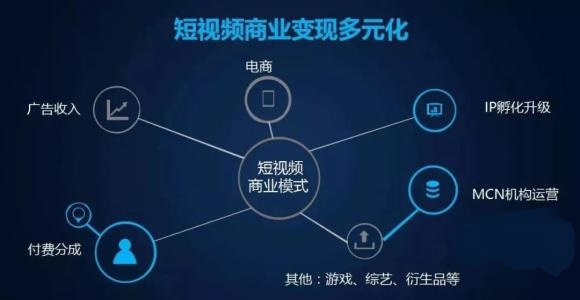 短视频商业变现多元化
电商
广告收入
IP孵化升级
短视频
商业模式
MCN机构运营
付费分成
其他：游戏、综艺、衍生品等